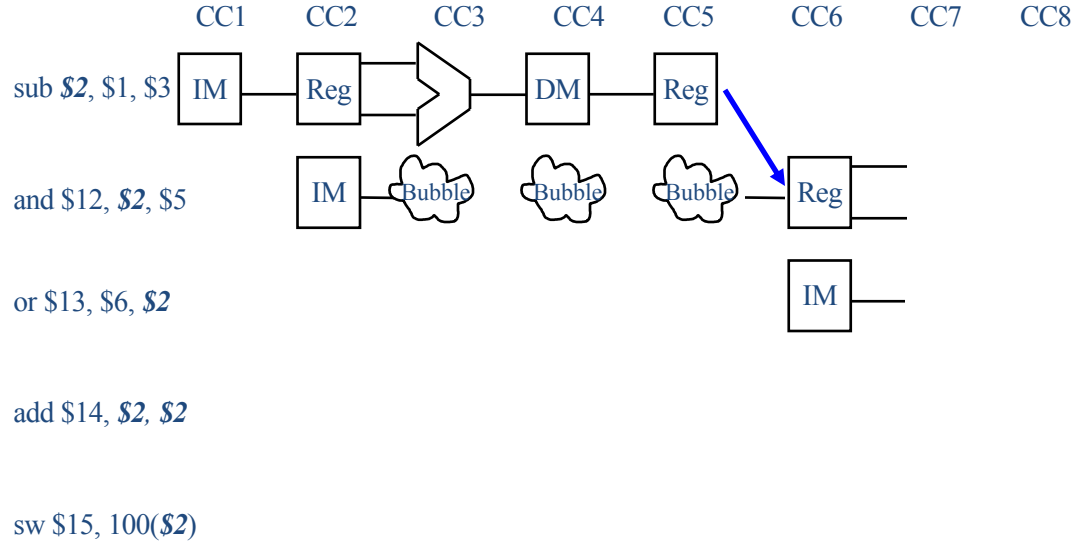 CC1 CC2 CC3 CC4 CC5 CC6 CC7 CC8
sub $2, $1, $3 IM Reg DM Reg
and $12, $2, $5 IM Bubble Bubble Bubble Reg
or $13, $6, $2 IM
add $14, $2, $2
sw $15, 100($2)